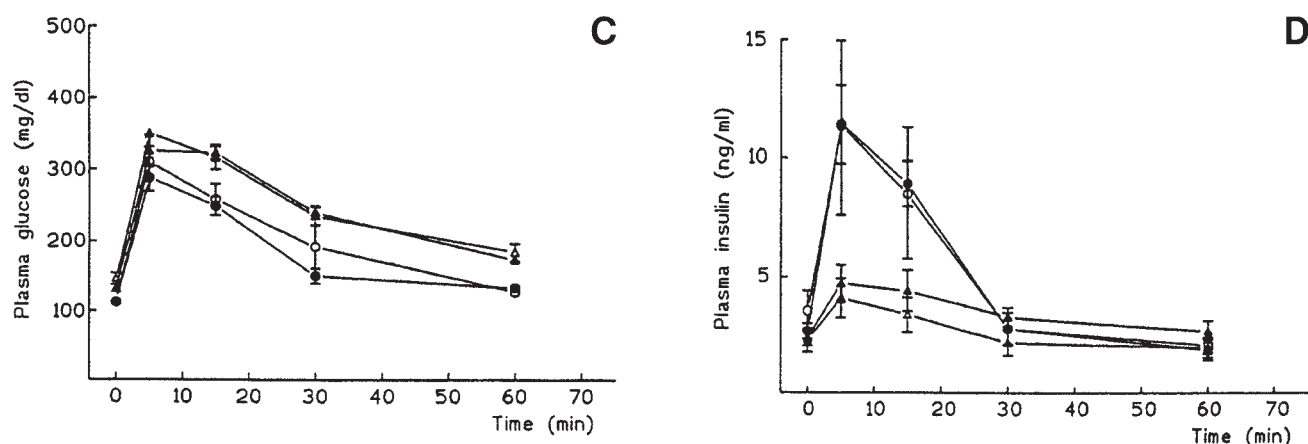 C
Plasma glucose (mg/dl)
500
400
300
200
100
0 10 20 30 40 50 60 70
Time (min)
D
Plasma insulin (ng/ml)
15
10
5
0 10 20 30 40 50 60 70
Time (min)